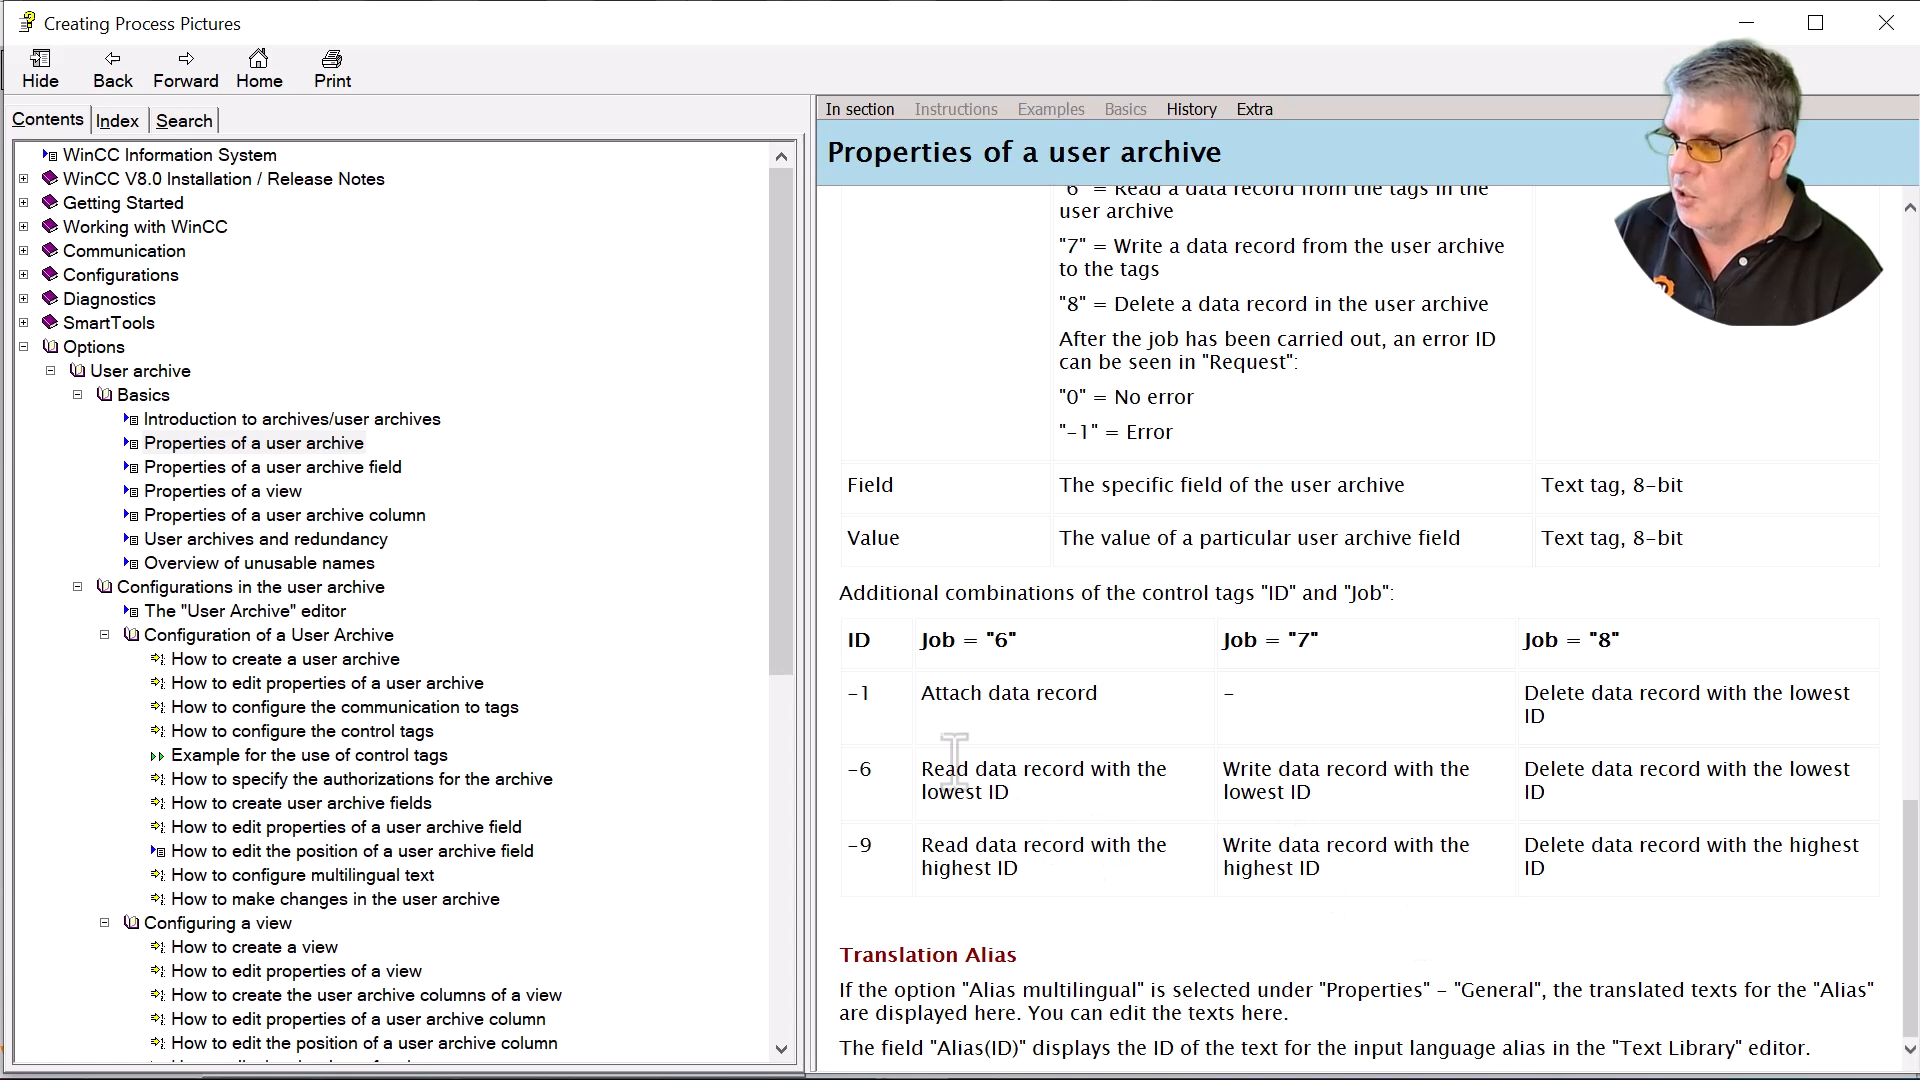 Creating Process Pictures
Hide
Back
Forward
Home
Print
Contents
Index
Search
WinCC Information System
WinCC V8.0 Installation / Release Notes
Getting Started
Working with WinCC
Communication
Configurations
Diagnostics
SmartTools
Options
User archive
Basics
Introduction to archives/user archives
Properties of a user archive
Properties of a user archive field
Properties of a view
Properties of a user archive column
User archives and redundancy
Overview of unusable names
Configurations in the user archive
The "User Archive" editor
Configuration of a User Archive
How to create a user archive
How to edit properties of a user archive
How to configure the communication to tags
How to configure the control tags
Example for the use of control tags
How to specify the authorizations for the archive
How to create user archive fields
How to edit properties of a user archive field
How to edit the position of a user archive field
How to configure multilingual text
How to make changes in the user archive
Configuring a view
How to create a view
How to edit properties of a view
How to create the user archive columns of a view
How to edit properties of a user archive column
How to edit the position of a user archive column
In section Instructions Examples Basics History Extra
Properties of a user archive
"6" = Read a data record from the tags in the
user archive
"7" = Write a data record from the user archive
to the tags
"8" = Delete a data record in the user archive
After the job has been carried out, an error ID
can be seen in "Request":
"0" = No error
"-1" = Error
Field The specific field of the user archive Text tag, 8-bit
Value The value of a particular user archive field Text tag, 8-bit
Additional combinations of the control tags "ID" and "Job":
ID Job = "6" Job = "7" Job = "8"
-1 Attach data record - Delete data record with the lowest
ID
-6 Read data record with the Write data record with the Delete data record with the lowest
lowest ID lowest ID ID
-9 Read data record with the Write data record with the Delete data record with the highest
highest ID highest ID ID
Translation Alias
If the option "Alias multilingual" is selected under "Properties" - "General", the translated texts for the "Alias"
are displayed here. You can edit the texts here.
The field "Alias(ID)" displays the ID of the text for the input language alias in the "Text Library" editor.